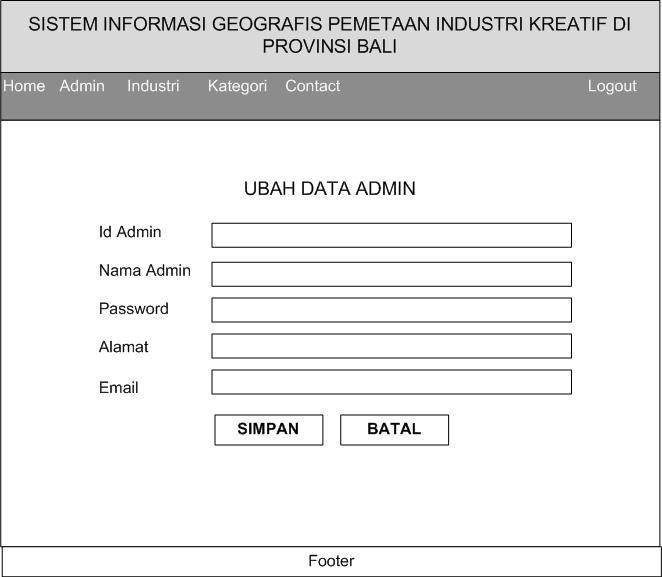 SISTEM INFORMASI GEOGRAFIS PEMETAAN INDUSTRI KREATIF DI
PROVINSI BALI
Home Admin Industri Kategori Contact Logout
UBAH DATA ADMIN
Id Admin
Nama Admin
Password
Alamat
Email
SIMPAN BATAL
Footer